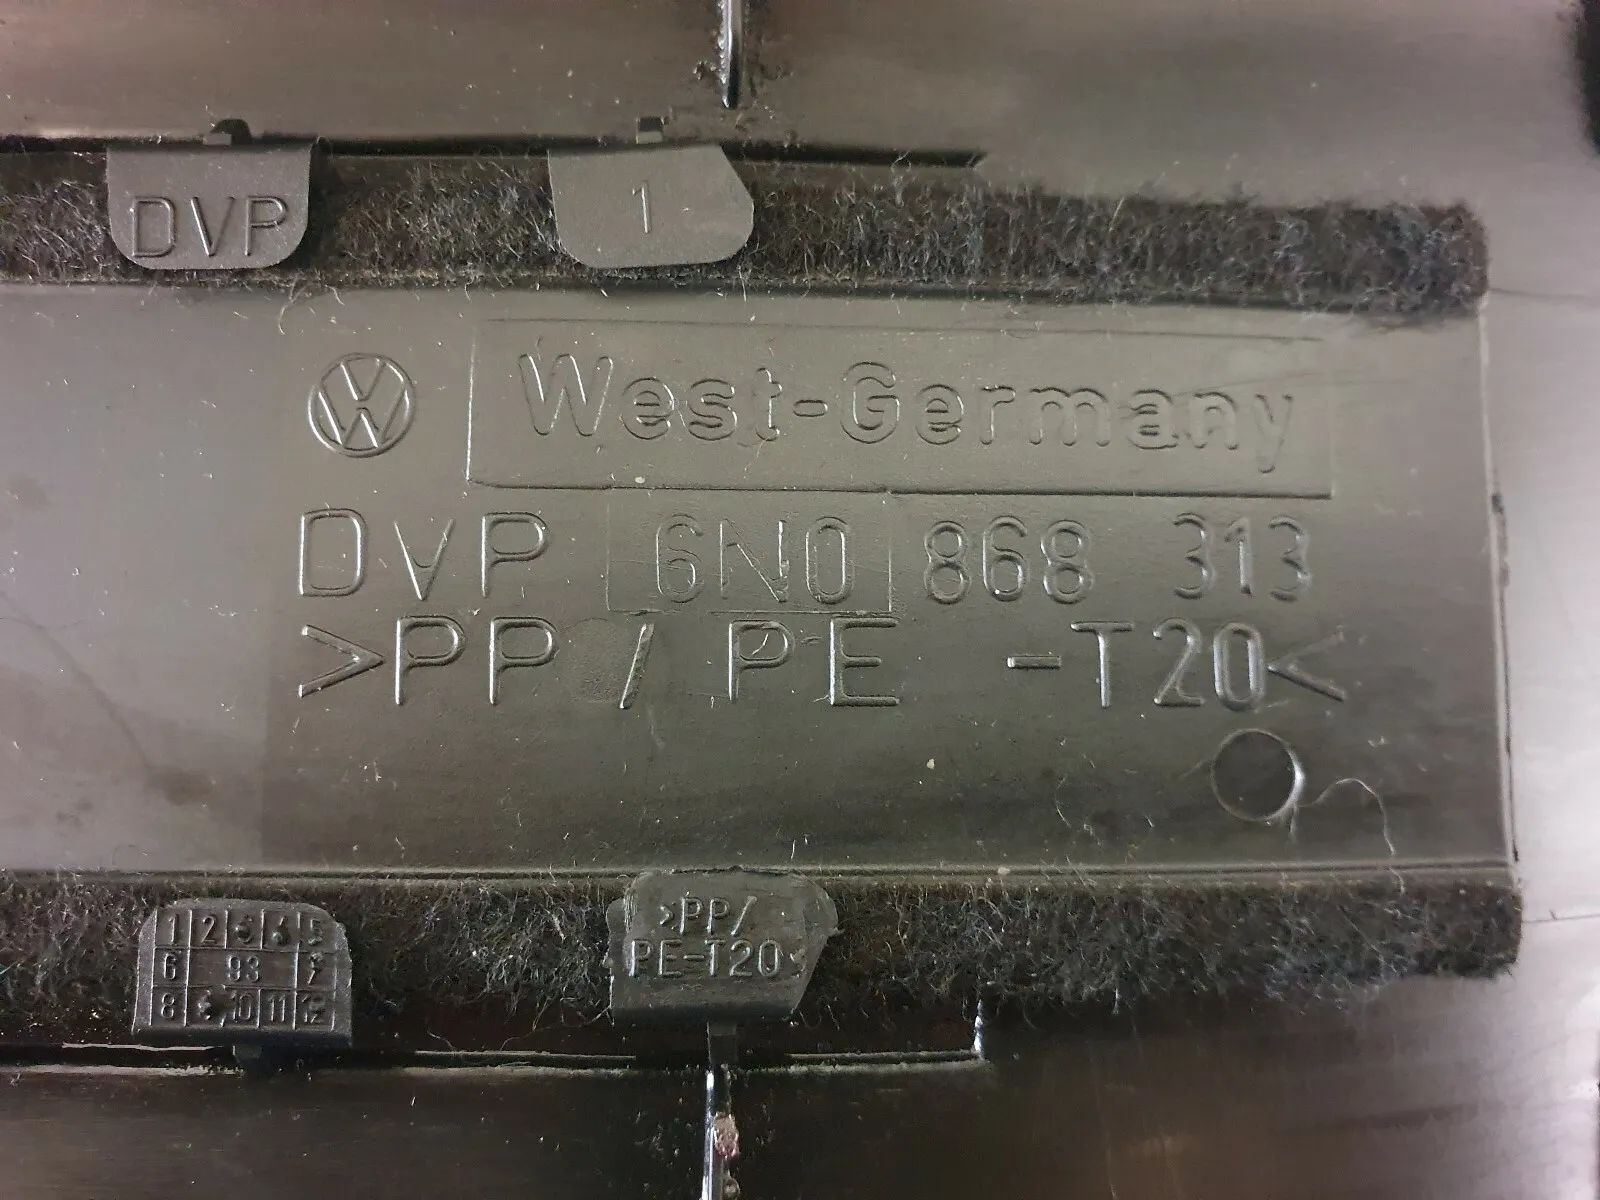 DVP
1
VW West-Germany
DVP 6N0 868 313
>PP / PE -T20<
1 2 3 4 5
6 93 7
8 9 10 11 12
>PP/
PE-T20<